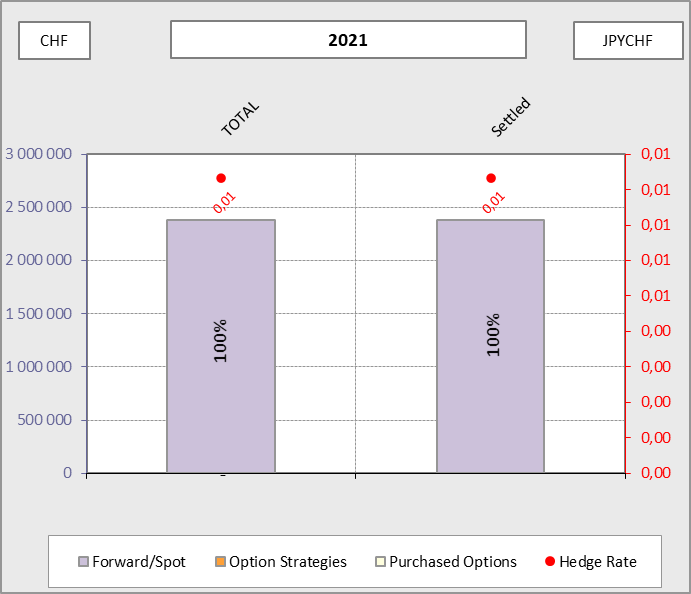 CHF
2021
JPYCHF
TOTAL
Settled
3 000 000
2 500 000
2 000 000
1 500 000
1 000 000
500 000
0
0,01
0,01
100%
100%
-
0,01
0,01
0,01
0,01
0,01
0,00
0,00
0,00
0,00
0,00
Forward/Spot
Option Strategies
Purchased Options
Hedge Rate